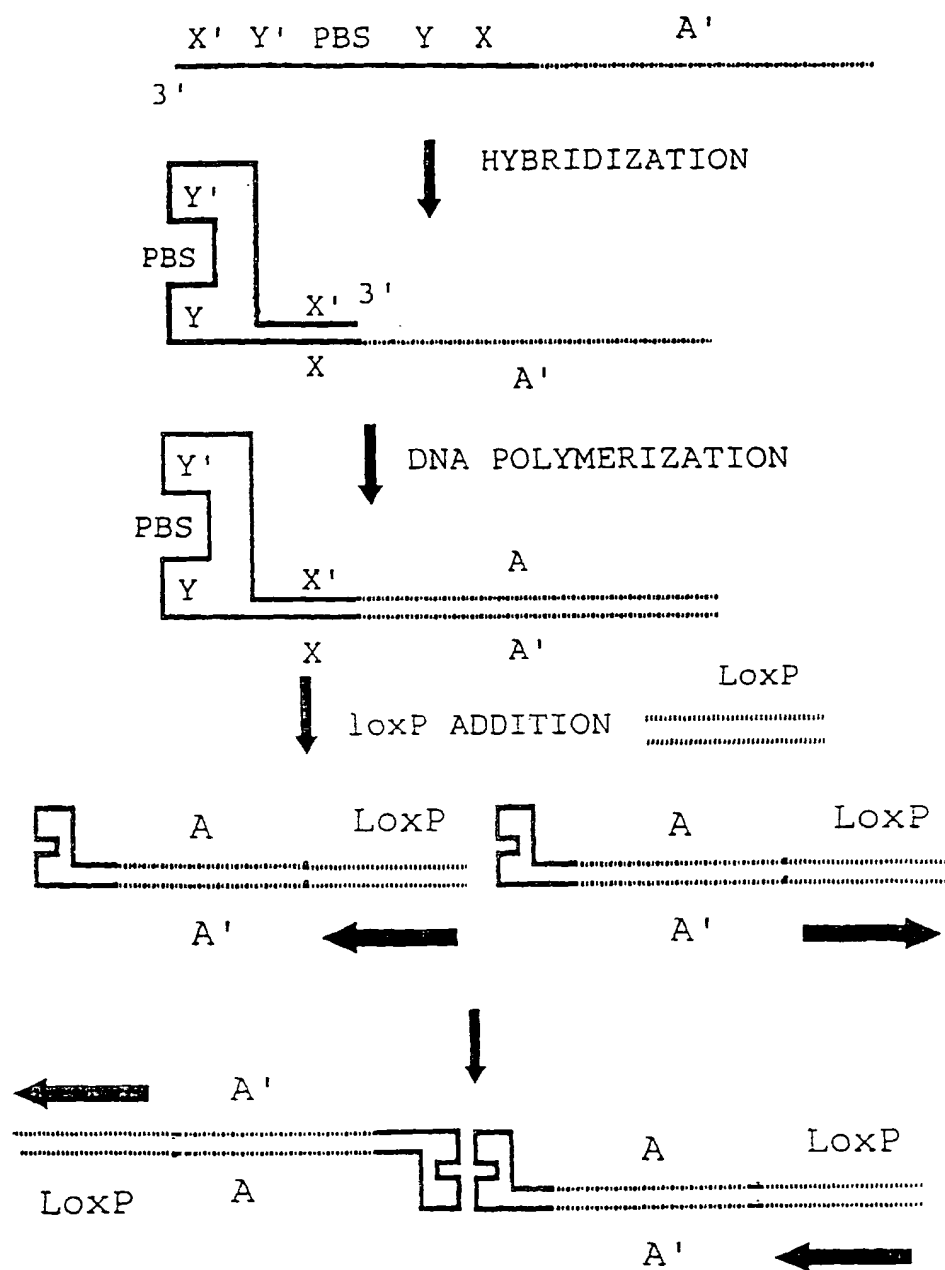 X' Y' PBS Y X A'
3'
HYBRIDIZATION
Y'
PBS
Y X' 3'
X A'
DNA POLYMERIZATION
Y'
PBS
Y X' A
X A'
LoxP
loxP ADDITION
A LoxP A LoxP
A' A'
A'
A LoxP
LoxP A
A'